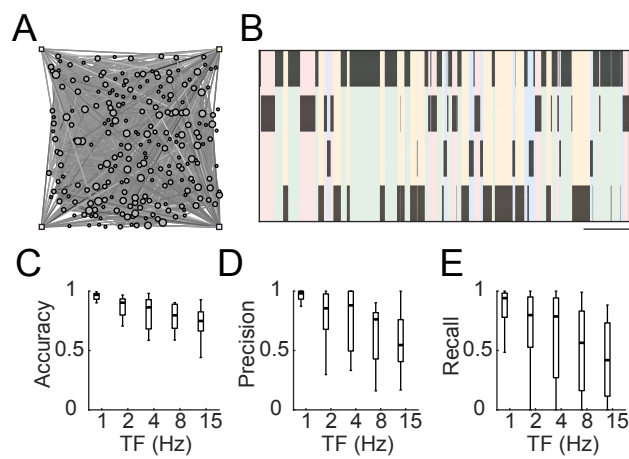 A
B
C
D
E
Accuracy
1
0.5
0
1 2 4 8 15
TF (Hz)
Precision
1
0.5
0
1 2 4 8 15
TF (Hz)
Recall
1
0.5
0
1 2 4 8 15
TF (Hz)